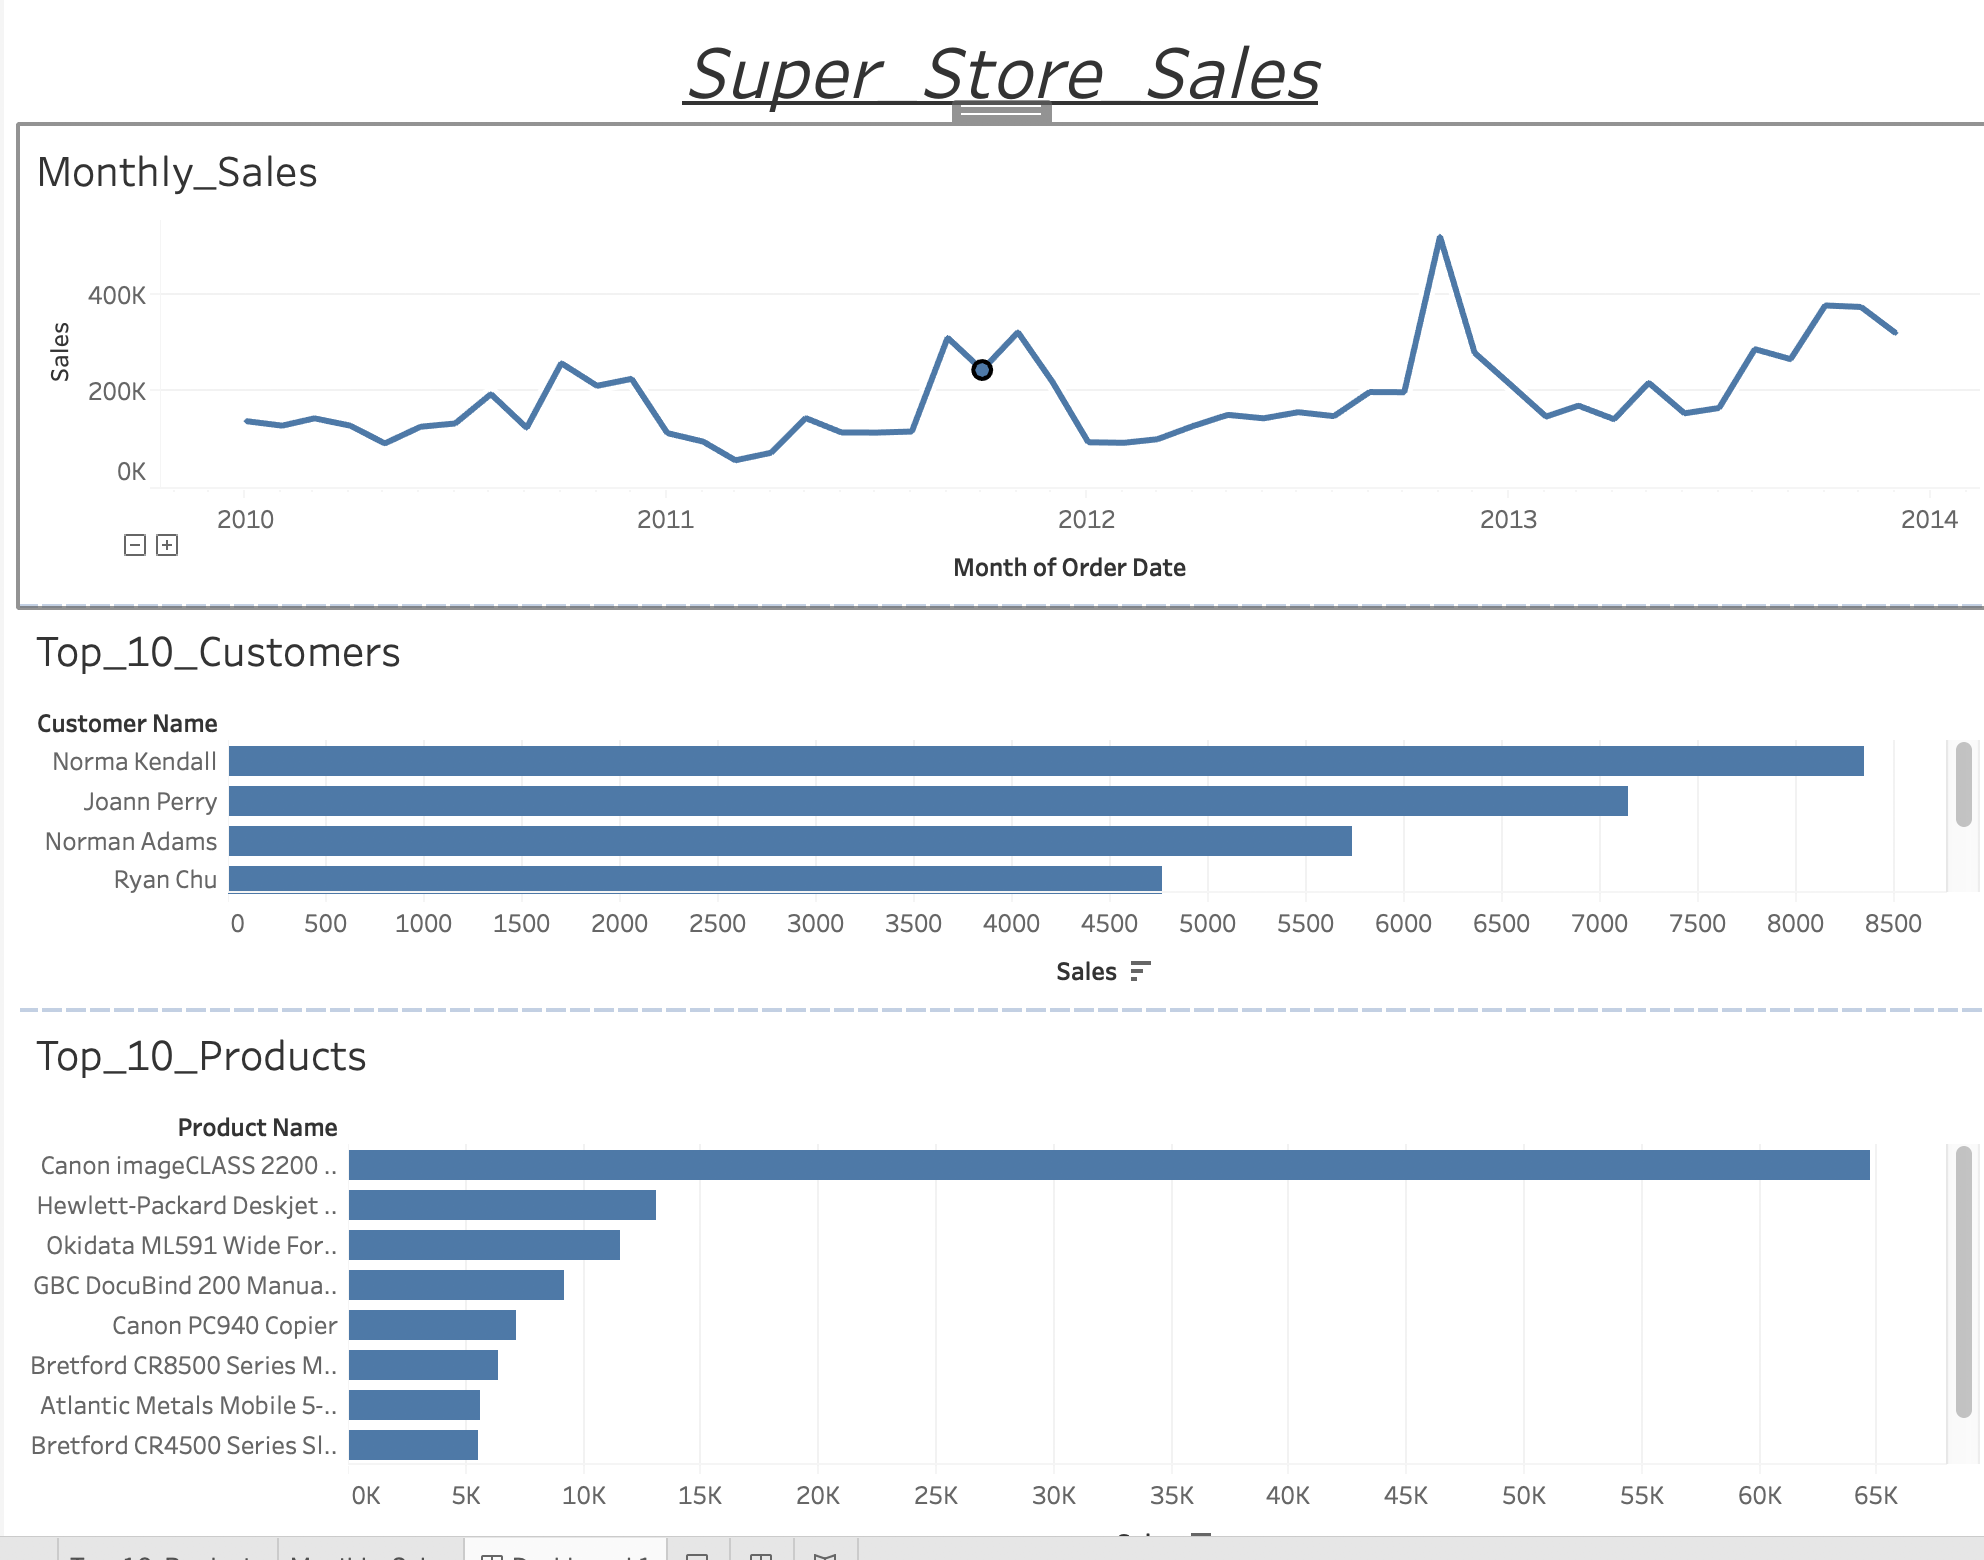 Super_Store_Sales
Monthly_Sales
400K
200K
0K
Sales
2010 2011 2012 2013 2014
Month of Order Date
Top_10_Customers
Customer Name
Norma Kendall
Joann Perry
Norman Adams
Ryan Chu
0 500 1000 1500 2000 2500 3000 3500 4000 4500 5000 5500 6000 6500 7000 7500 8000 8500
Sales
Top_10_Products
Product Name
Canon imageCLASS 2200 ..
Hewlett-Packard Deskjet ..
Okidata ML591 Wide For..
GBC DocuBind 200 Manua..
Canon PC940 Copier
Bretford CR8500 Series M..
Atlantic Metals Mobile 5-..
Bretford CR4500 Series Sl..
0K 5K 10K 15K 20K 25K 30K 35K 40K 45K 50K 55K 60K 65K